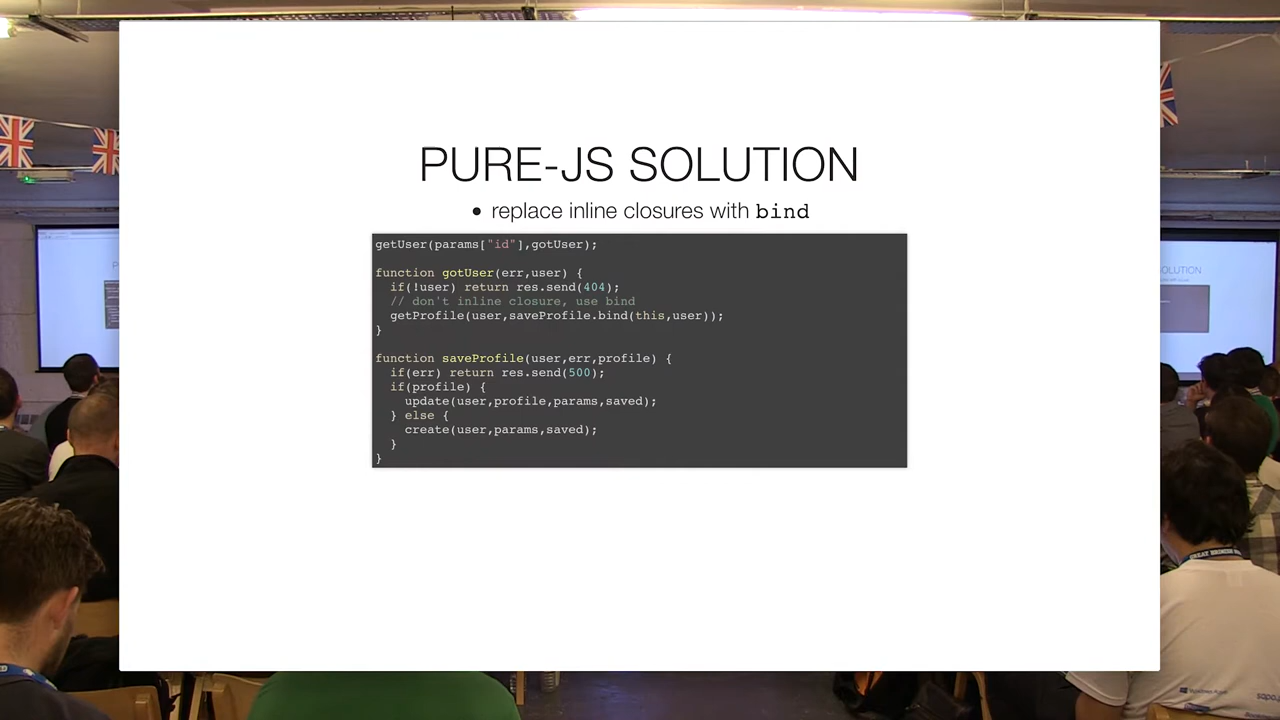 PURE-JS SOLUTION
• replace inline closures with bind
getUser(params["id"],gotUser);
function gotUser(err,user) {
  if(!user) return res.send(404);
  // don't inline closure, use bind
  getProfile(user,saveProfile.bind(this,user));
}
function saveProfile(user,err,profile) {
  if(err) return res.send(500);
  if(profile) {
    update(user,profile,params,saved);
  } else {
    create(user,params,saved);
  }
}
OLUTION